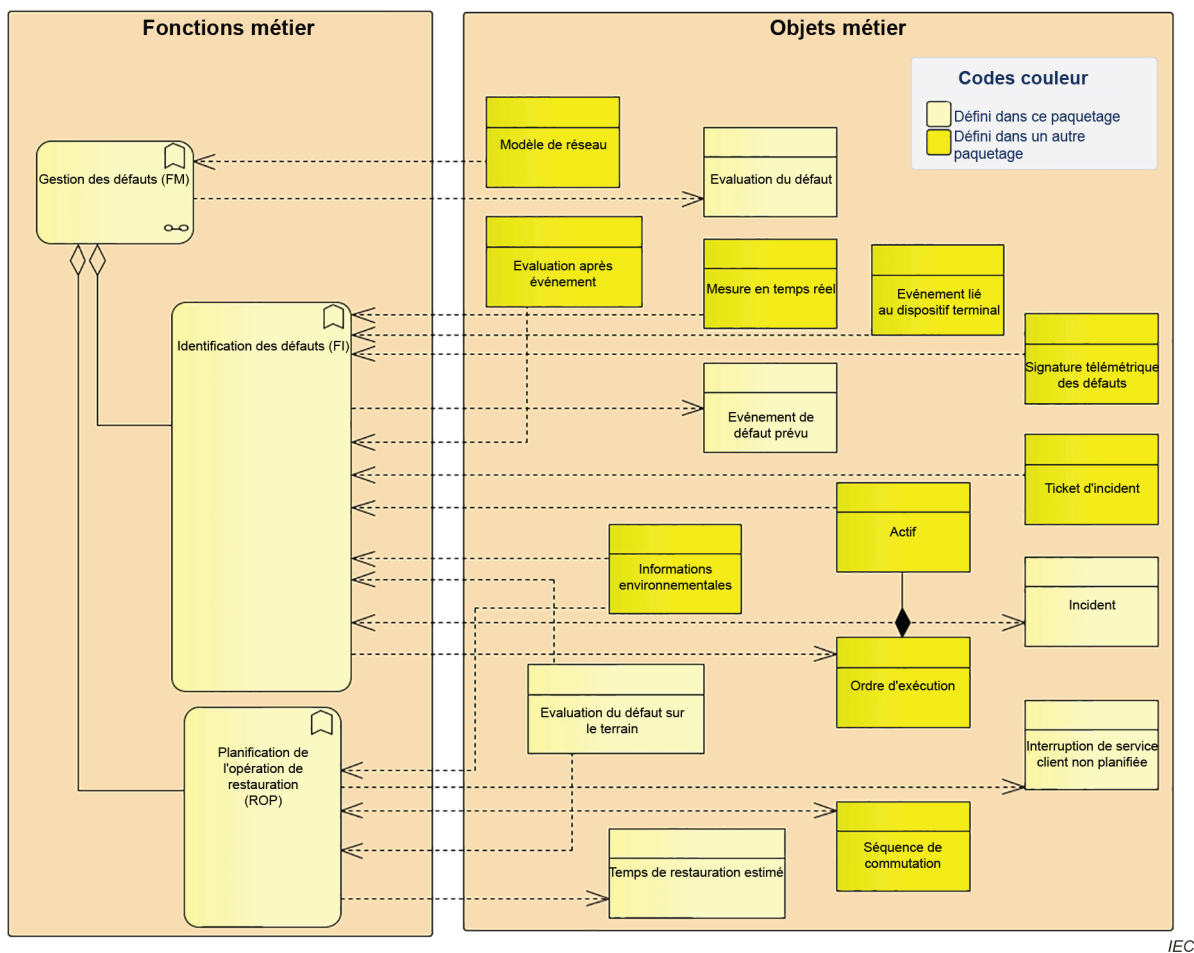 Fonctions métier
Gestion des défauts (FM)
Identification des défauts (FI)
Planification de
l'opération de
restauration
(ROP)
Objets métier
Codes couleur
Défini dans ce paquetage
Défini dans un autre
paquetage
Modèle de réseau
Evaluation du défaut
Evaluation après
événement
Mesure en temps réel
Evénement lié
au dispositif terminal
Signature télémétrique
des défauts
Evénement de
défaut prévu
Ticket d'incident
Actif
Informations
environnementales
Incident
Ordre d'exécution
Evaluation du défaut sur
le terrain
Interruption de service
client non planifiée
Séquence de
commutation
Temps de restauration estimé
IEC